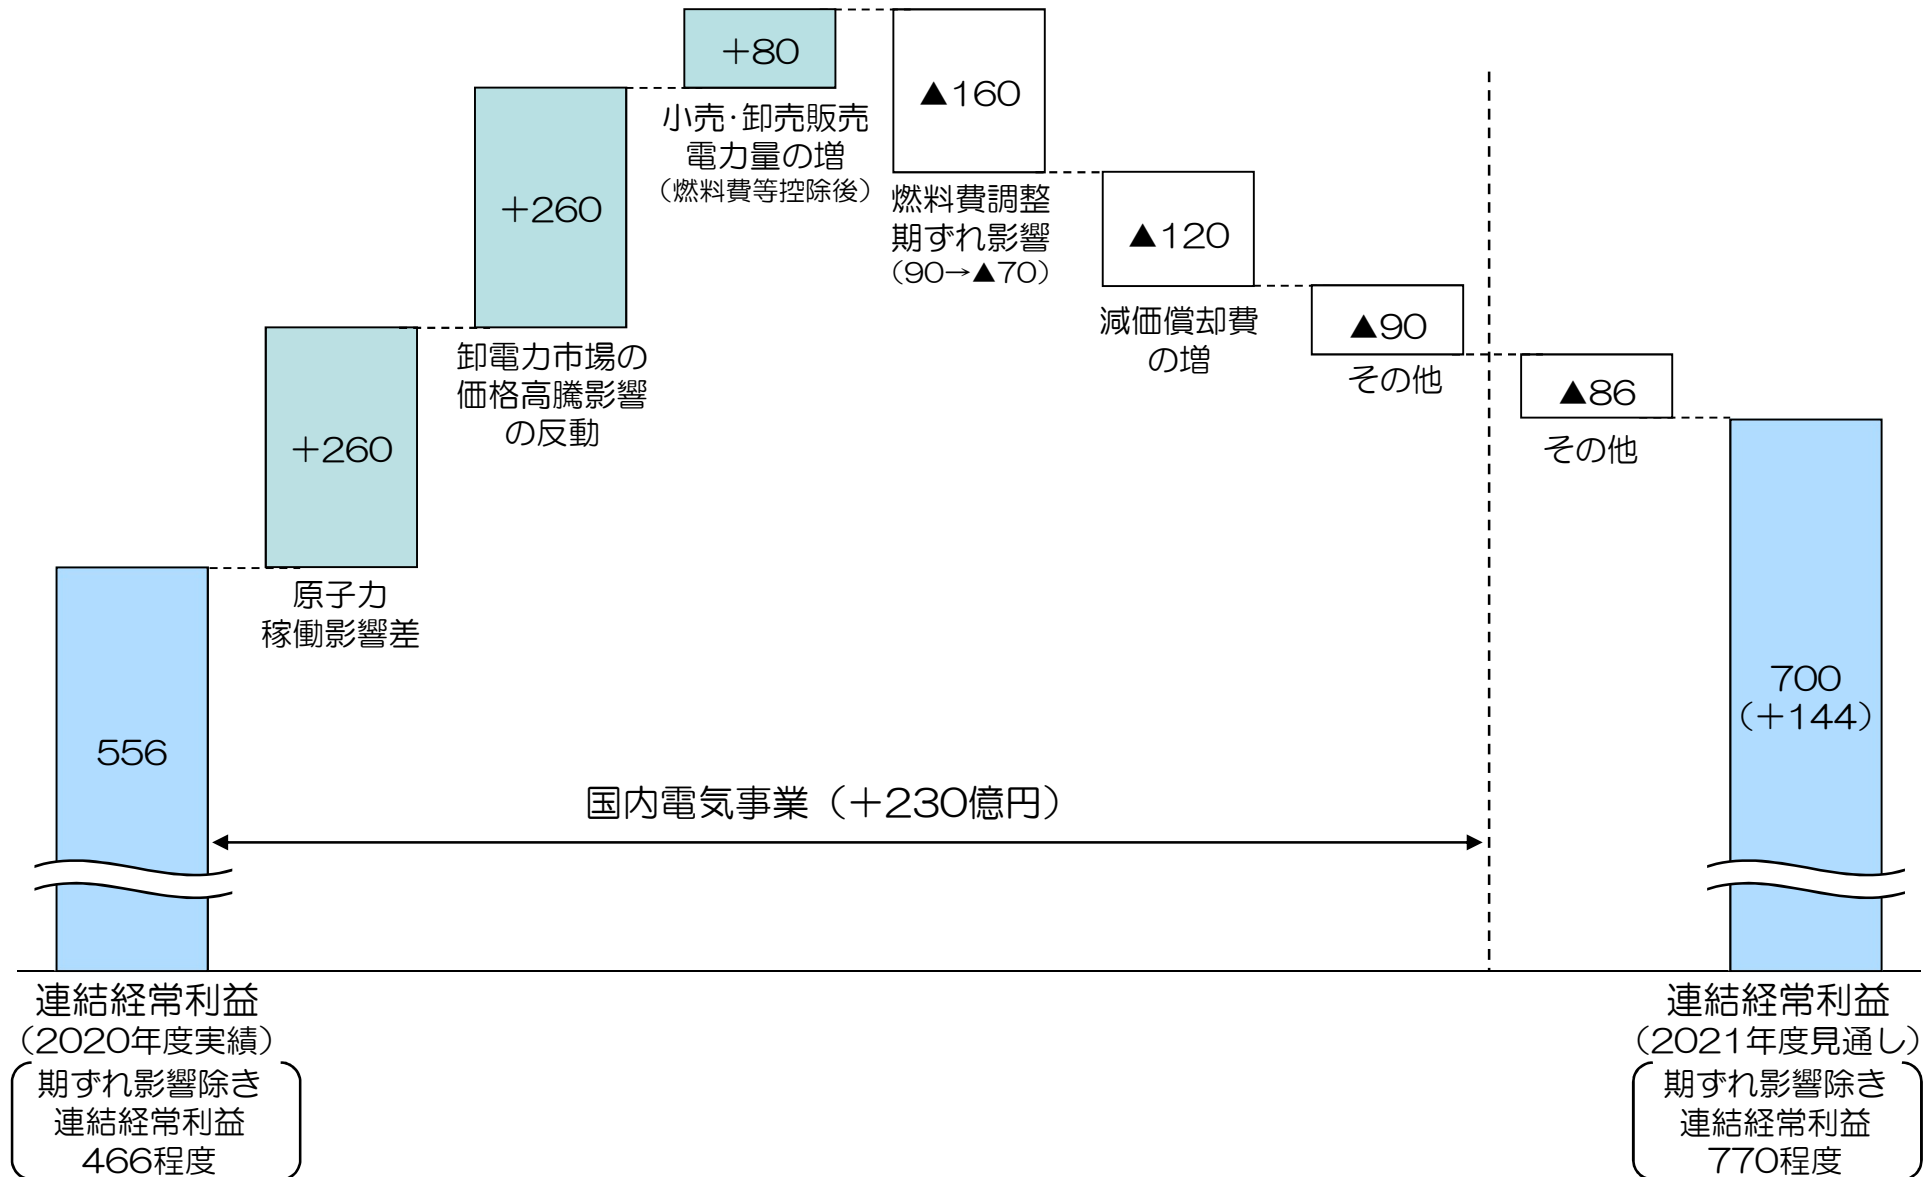 +80
小売･卸売販売
電力量の増
（燃料費等控除後）
▲160
燃料費調整
期ずれ影響
（90→▲70）
+260
卸電力市場の
価格高騰影響
の反動
▲120
減価償却費
の増
▲90
その他
▲86
その他
+260
原子力
稼働影響差
556
700
（+144）
国内電気事業（+230億円）
連結経常利益
（2020年度実績）
期ずれ影響除き
連結経常利益
466程度
連結経常利益
（2021年度見通し）
期ずれ影響除き
連結経常利益
770程度